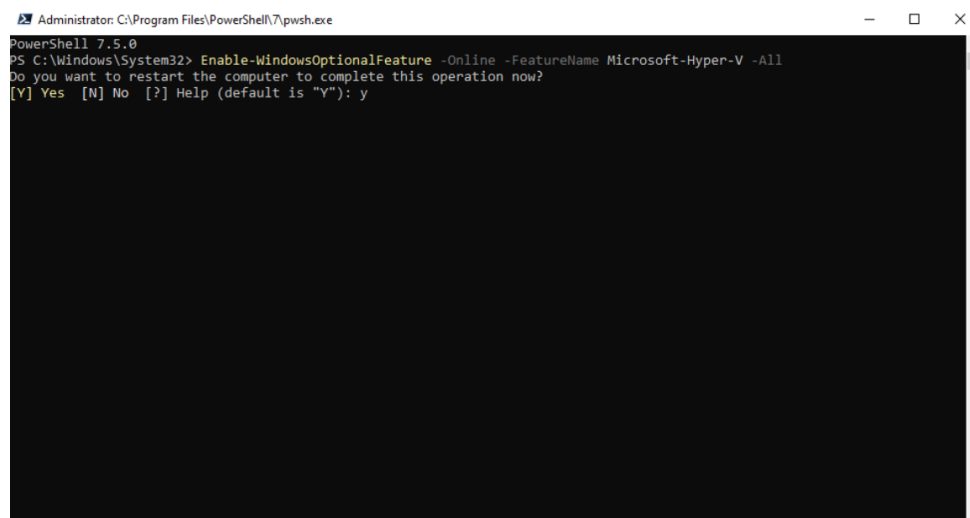 Administrator: C:\Program Files\PowerShell\7\pwsh.exe
PowerShell 7.5.0
PS C:\Windows\System32> Enable-WindowsOptionalFeature -Online -FeatureName Microsoft-Hyper-V -All
Do you want to restart the computer to complete this operation now?
[Y] Yes  [N] No  [?] Help (default is "Y"): y